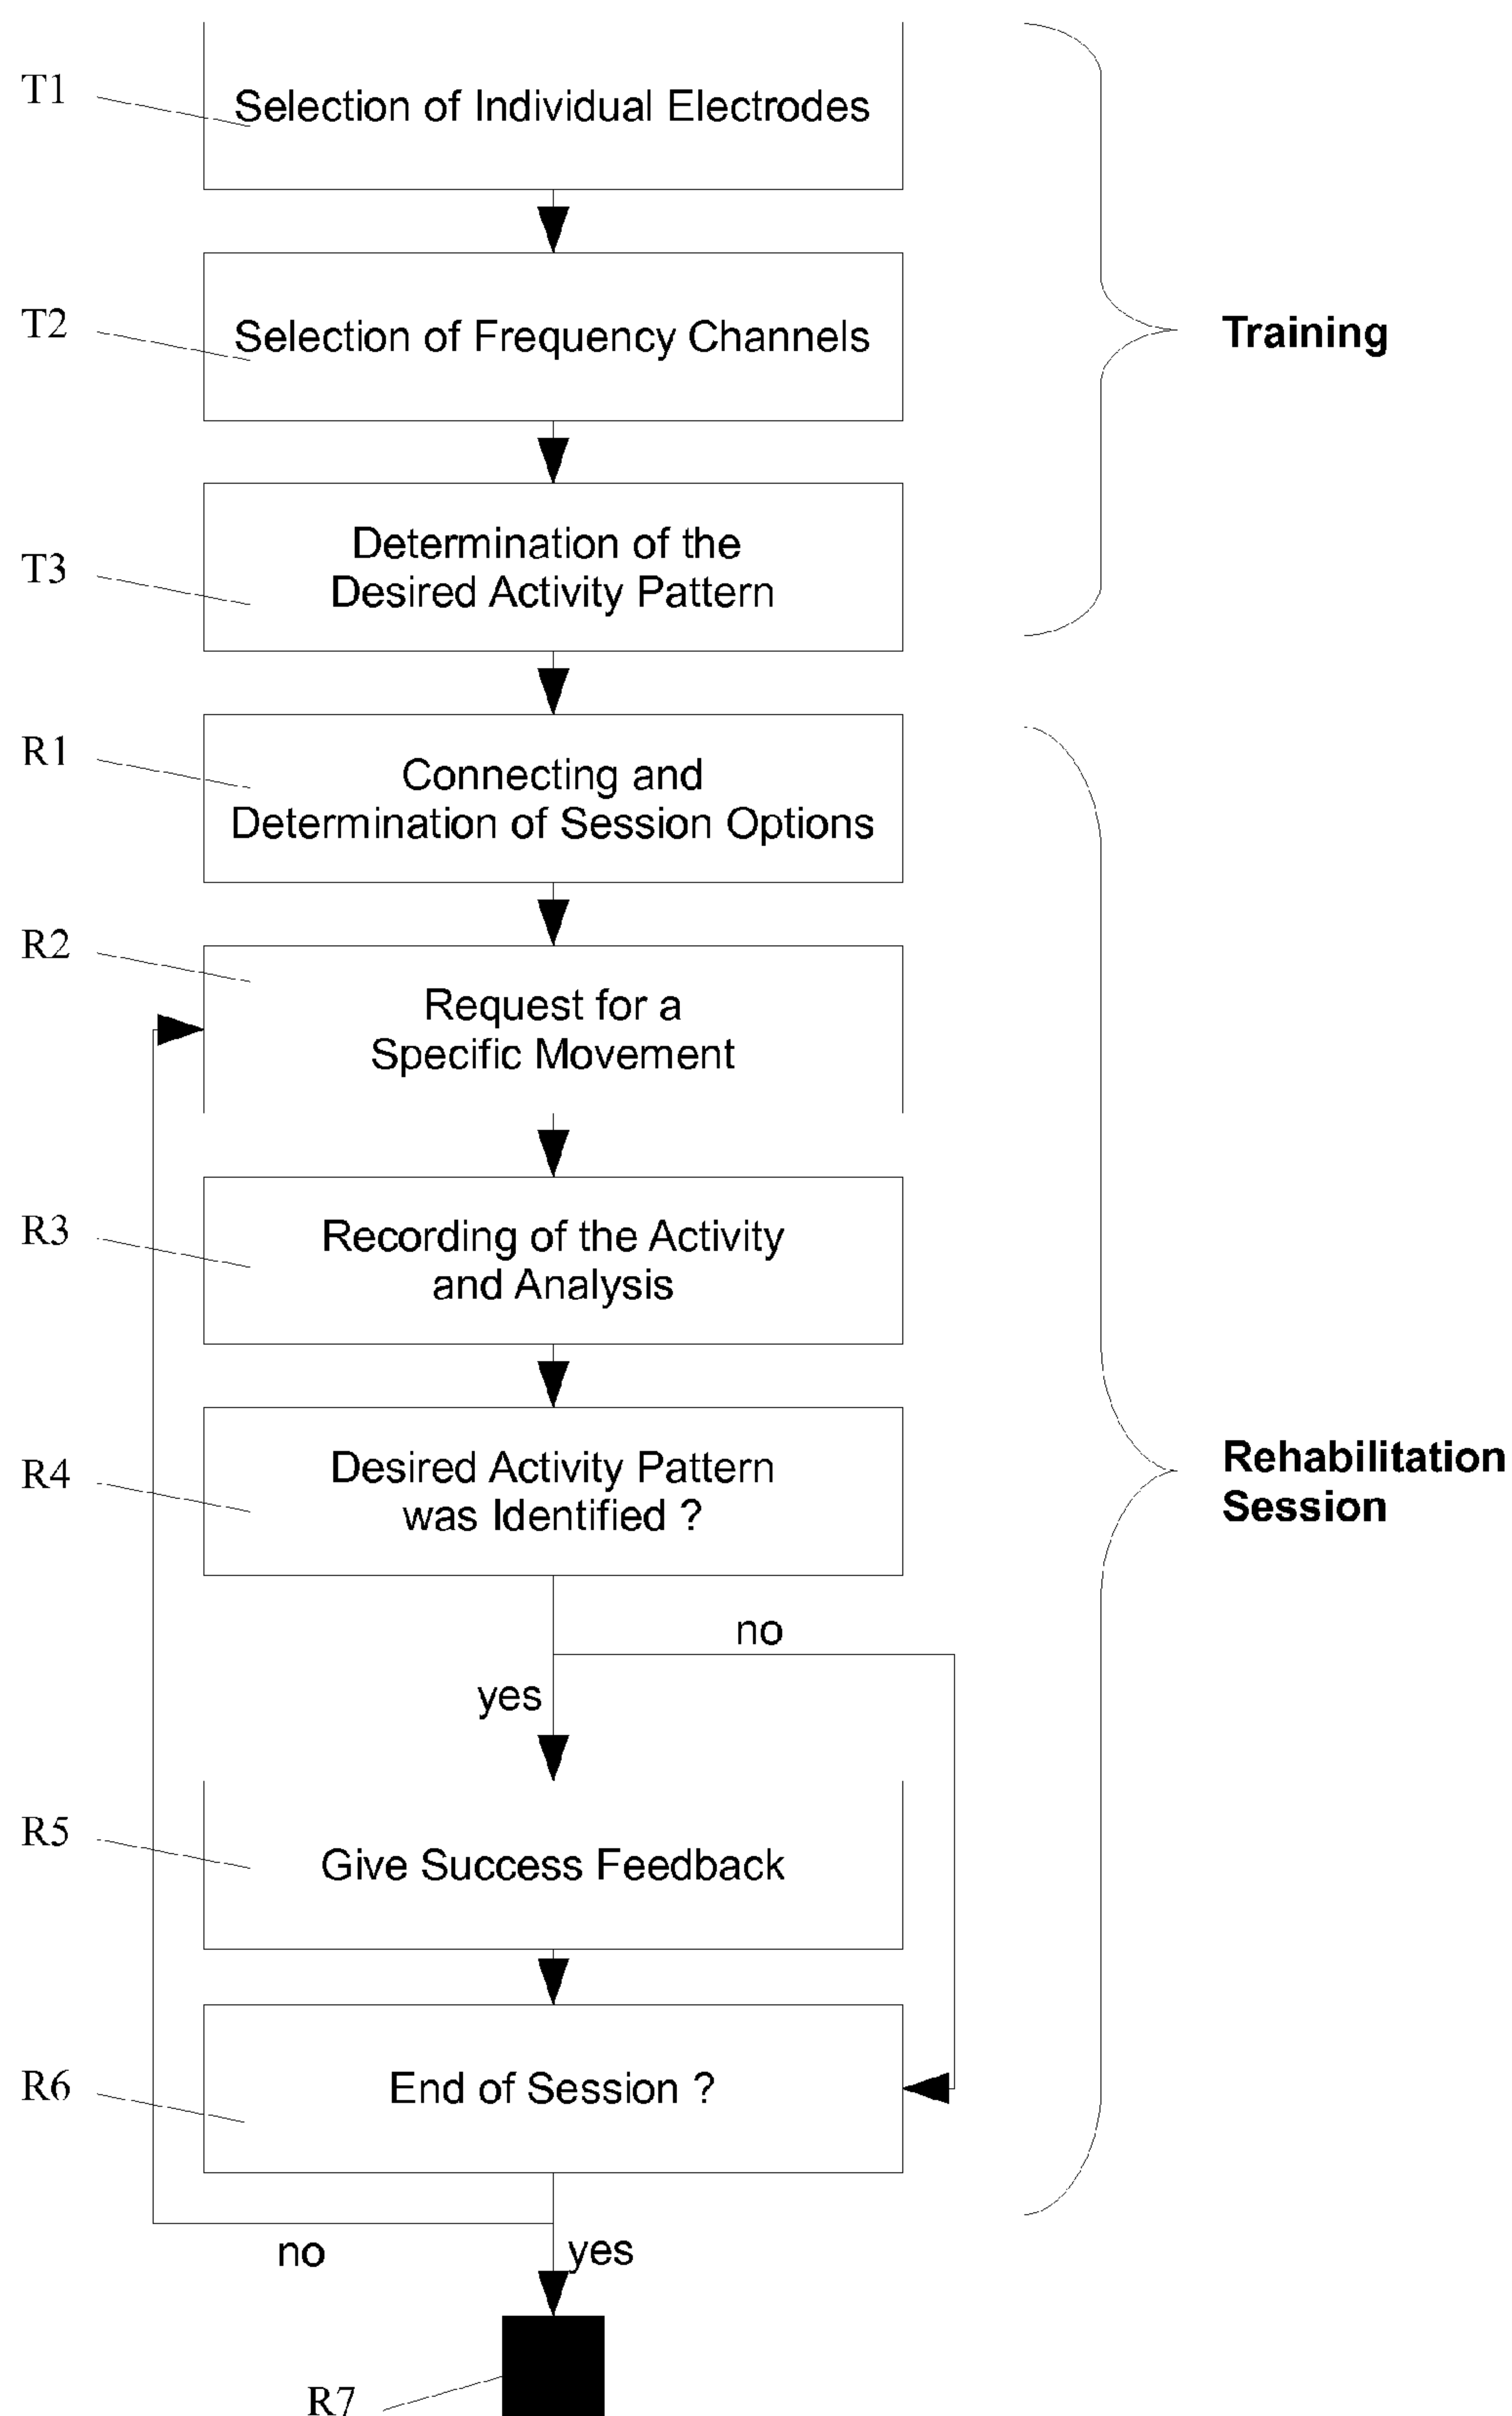 T1
Selection of Individual Electrodes
T2
Selection of Frequency Channels
Training
T3
Determination of the
Desired Activity Pattern
R1
Connecting and
Determination of Session Options
R2
Request for a
Specific Movement
R3
Recording of the Activity
and Analysis
R4
Desired Activity Pattern
was Identified ?
Rehabilitation
Session
no
yes
R5
Give Success Feedback
R6
End of Session ?
no
yes
R7